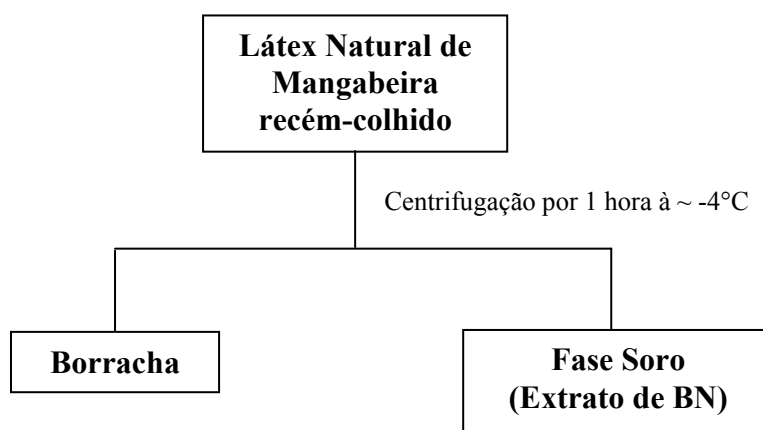 Látex Natural de
Mangabeira
recém-colhido
Centrifugação por 1 hora à ~ -4°C
Borracha
Fase Soro
(Extrato de BN)